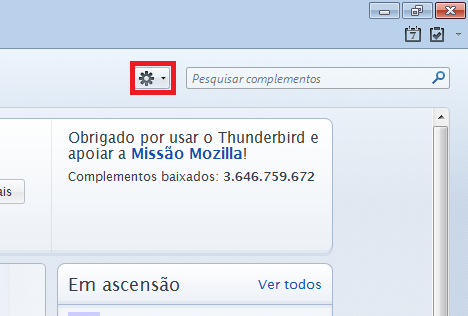 7
Pesquisar complementos
Obrigado por usar o Thunderbird e
apoiar a Missão Mozilla!
Complementos baixados: 3.646.759.672
ais
Em ascensão
Ver todos